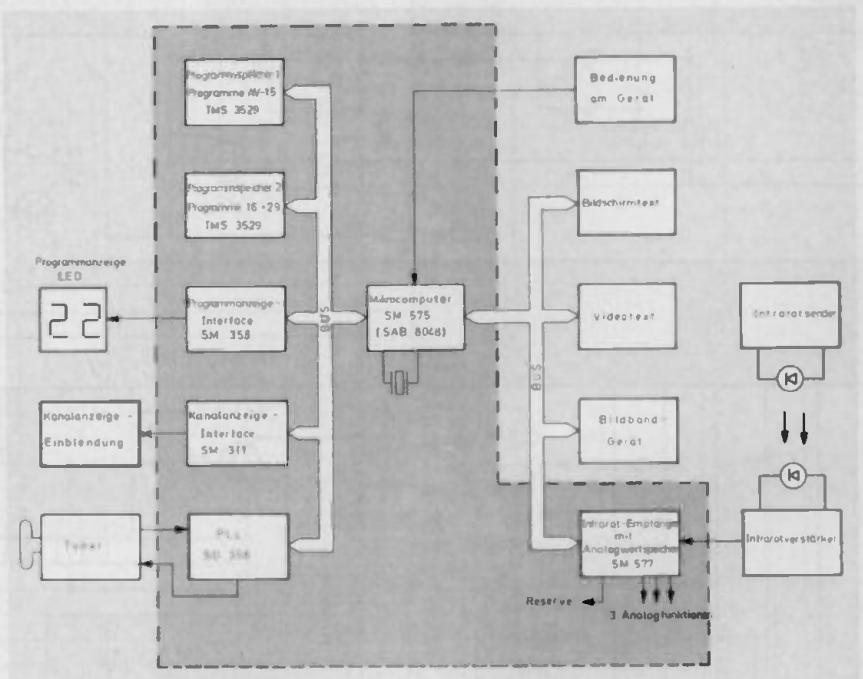 Programmspeicher 1
Programme AV-15
TMS 3529
Programmspeicher 2
Programme 16-29
TMS 3529
Programmanzeige
LED
22
Programmanzeige-
Interface
SM 358
Kanalanzeige -
Einblendung
Kanalanzeige -
Interface
SM 311
Tuner
PLL
BUS
Mikrocomputer
SM 575
(SAB 8048)
Bedienung
am Gerät
Bildschirmtext
Videotext
BUS
Bildband-
Gerät
Infrarotsender
Infrarot-Empfänger
mit
Analogwertspeicher
SM 577
Infrarotverstärker
Reserve
3 Analogfunktionen